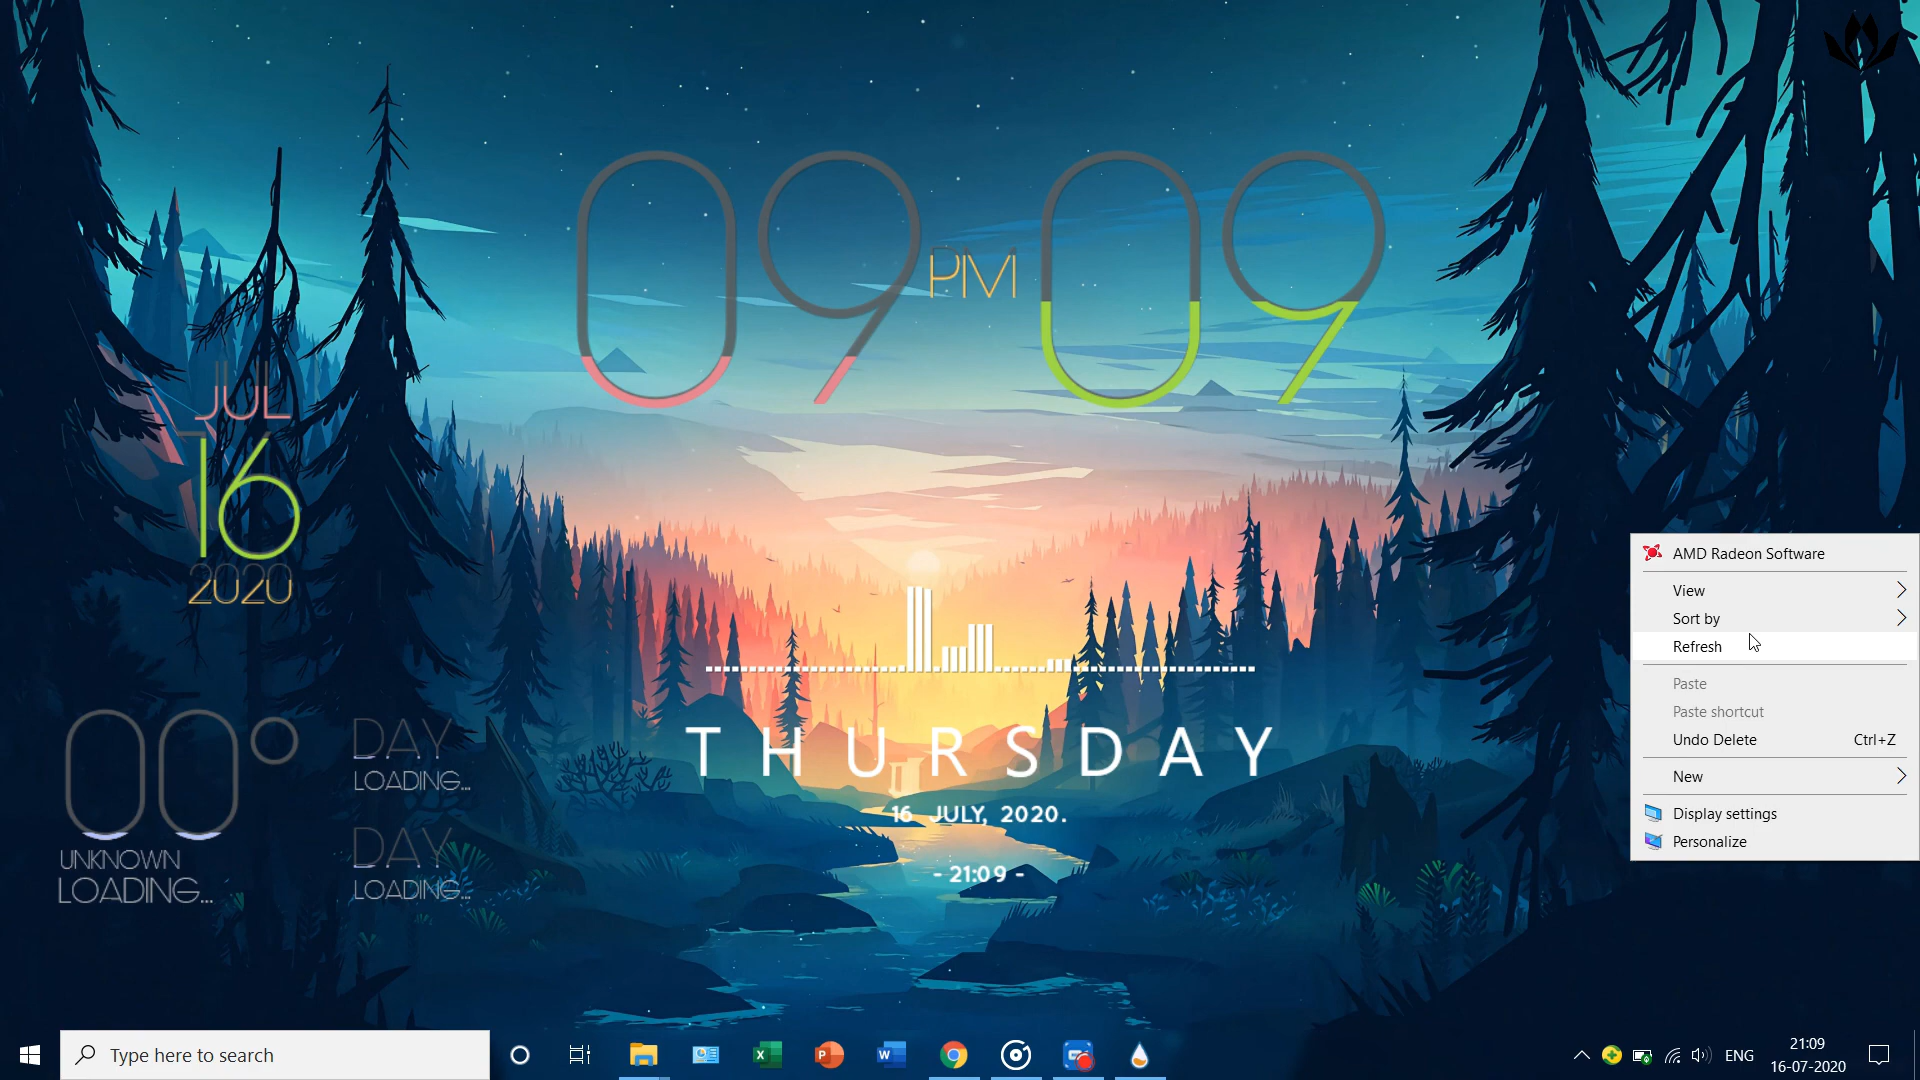 09 PM 09
JUL
16
2020
00°
UNKNOWN
LOADING...
DAY
LOADING...
DAY
LOADING...
THURSDAY
16 JULY, 2020.
- 21:09 -
AMD Radeon Software
View
Sort by
Refresh
Paste
Paste shortcut
Undo Delete Ctrl+Z
New
Display settings
Personalize
Type here to search
ENG
21:09
16-07-2020